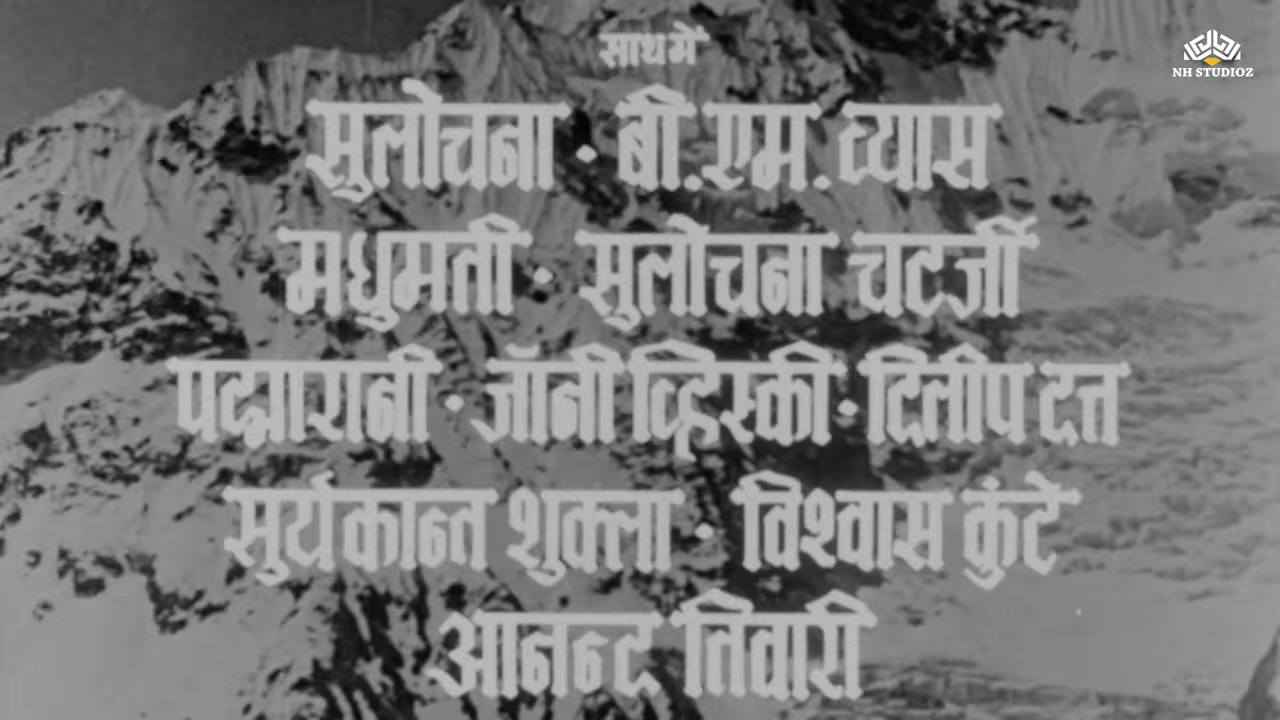 साथ में
NH STUDIOZ
सुलोचना · बी.एम.व्यास
मधुमती · सुलोचना चटर्जी
पद्मारानी · जॉनी व्हिस्की · दिलीप दत्त
सुर्यकान्त शुक्ला · विश्वास कुंटे
आनन्द तिवारी